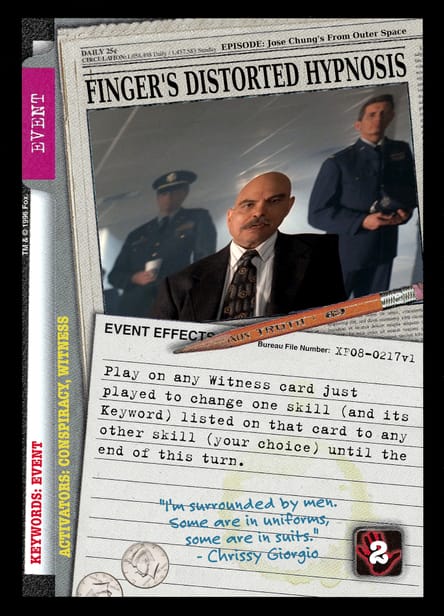 DAILY 25¢
EPISODE: Jose Chung's From Outer Space
FINGER'S DISTORTED HYPNOSIS
EVENT
TM & © 1996 Fox.
KEYWORDS: EVENT
ACTIVATORS: CONSPIRACY, WITNESS
EVENT EFFECTS
Bureau File Number: XF08-0217v1
Play on any Witness card just
played to change one skill (and its
Keyword) listed on that card to any
other skill (your choice) until the
end of this turn.
"I'm surrounded by men.
Some are in uniforms,
some are in suits."
- Chrissy Giorgio
2